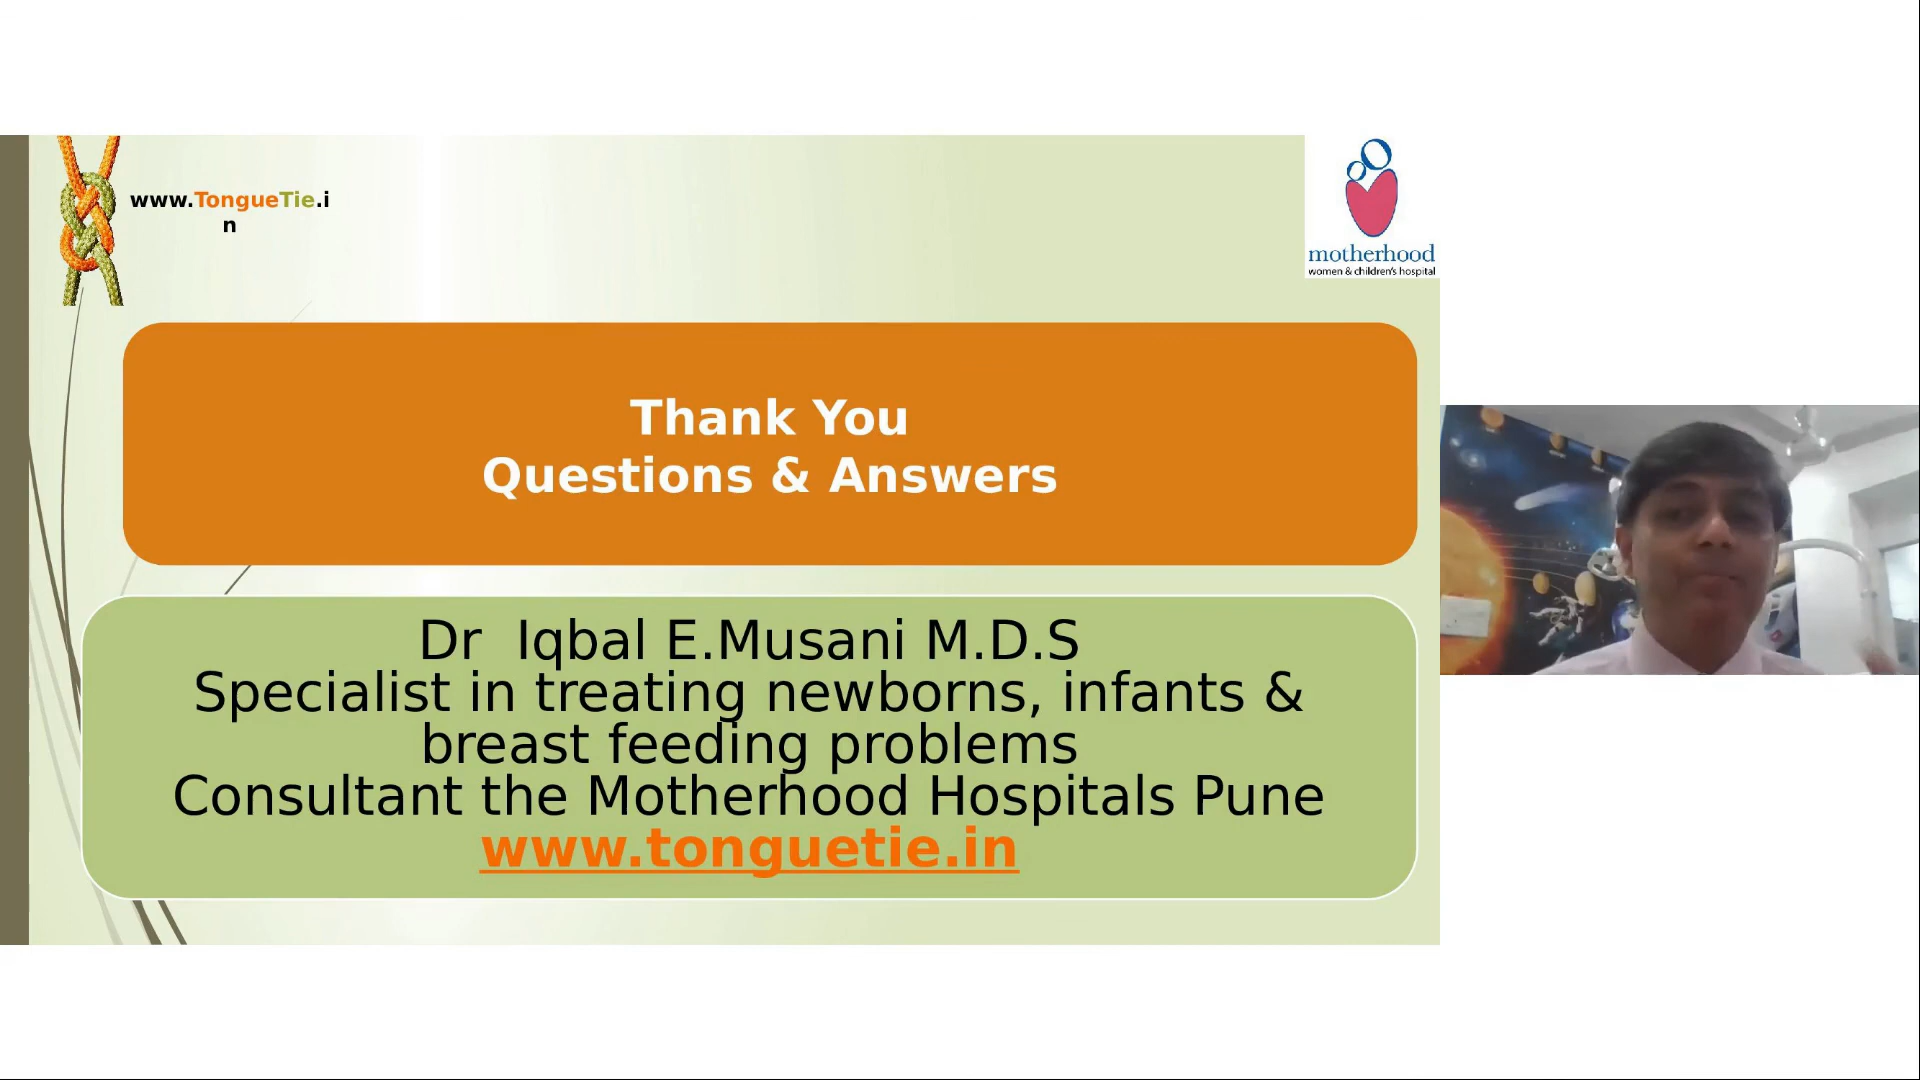 www.TongueTie.i
n
motherhood
women & children's hospital
Thank You
Questions & Answers
Dr  Iqbal E.Musani M.D.S
Specialist in treating newborns, infants &
breast feeding problems
Consultant the Motherhood Hospitals Pune
www.tonguetie.in